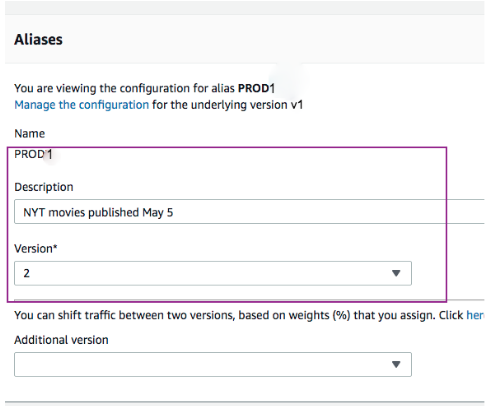 Aliases
You are viewing the configuration for alias PROD1
Manage the configuration for the underlying version v1
Name
PROD1
Description
NYT movies published May 5
Version*
2
You can shift traffic between two versions, based on weights (%) that you assign. Click
Additional version